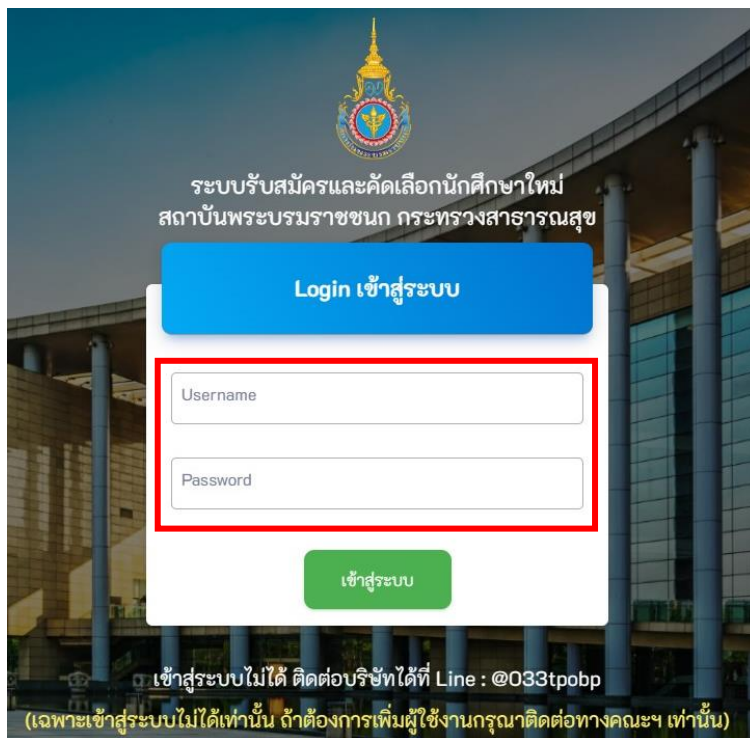 ระบบรับสมัครและคัดเลือกนักศึกษาใหม่
สถาบันพระบรมราชชนก กระทรวงสาธารณสุข
Login เข้าสู่ระบบ
Username
Password
เข้าสู่ระบบ
เข้าสู่ระบบไม่ได้ ติดต่อบริษัทได้ที่ Line : @033tpobp
(เฉพาะเข้าสู่ระบบไม่ได้เท่านั้น ถ้าต้องการเพิ่มผู้ใช้งานกรุณาติดต่อทางคณะฯ เท่านั้น)